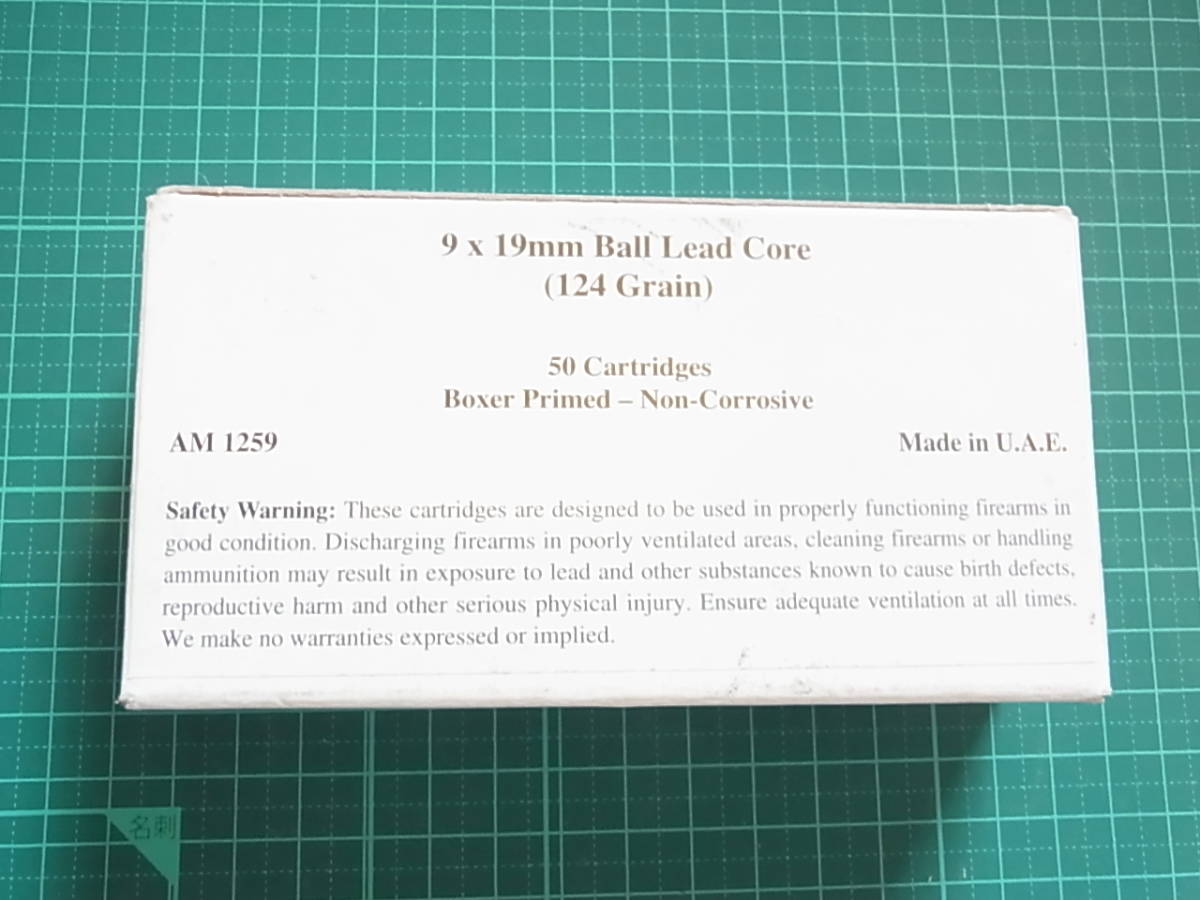 9 x 19mm Ball Lead Core
(124 Grain)
50 Cartridges
Boxer Primed – Non-Corrosive
AM 1259
Made in U.A.E.
Safety Warning: These cartridges are designed to be used in properly functioning firearms in
good condition. Discharging firearms in poorly ventilated areas, cleaning firearms or handling
ammunition may result in exposure to lead and other substances known to cause birth defects,
reproductive harm and other serious physical injury. Ensure adequate ventilation at all times.
We make no warranties expressed or implied.
名刺